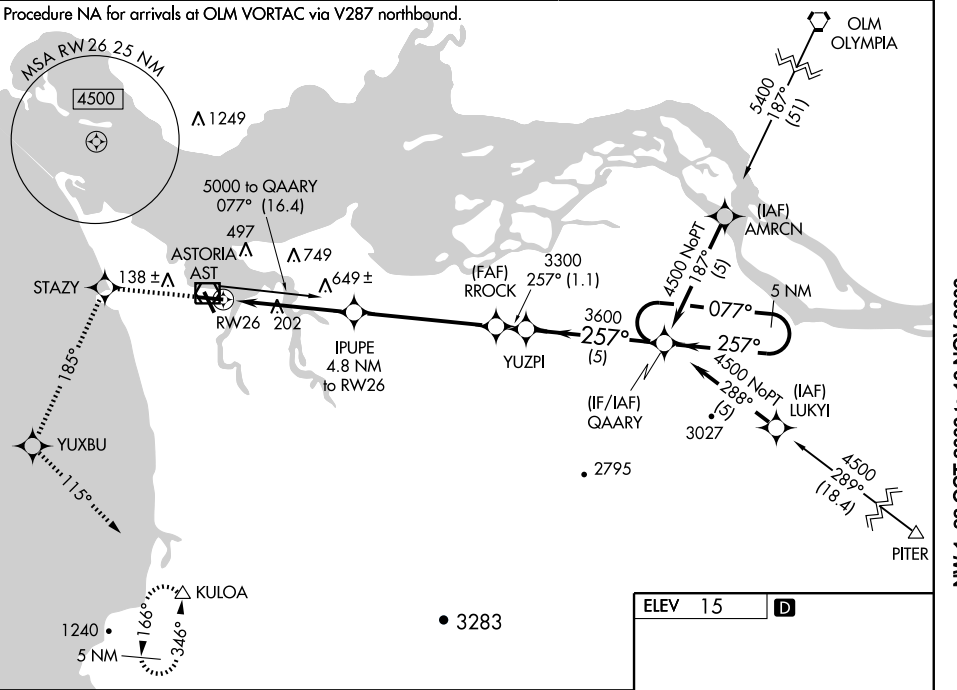 Procedure NA for arrivals at OLM VORTAC via V287 northbound.
MSA RW26 25 NM
4500
1249
OLM
OLYMPIA
5400
187°
(51)
5000 to QAARY
077° (16.4)
497
749
ASTORIA
AST
649 ±
138 ±
STAZY
RW26
202
IPUPE
4.8 NM
to RW26
(FAF)
RROCK
3300
257° (1.1)
YUZPI
3600
257°
(5)
(IAF)
AMRCN
4500 NoPT
187°
(5)
5 NM
077°
257°
(IF/IAF)
QAARY
4500 NoPT
288°
(5)
(IAF)
LUKYI
3027
2795
4500
289°
(18.4)
PITER
185°
YUXBU
115°
KULOA
166°
346°
1240
5 NM
3283
ELEV 15
D